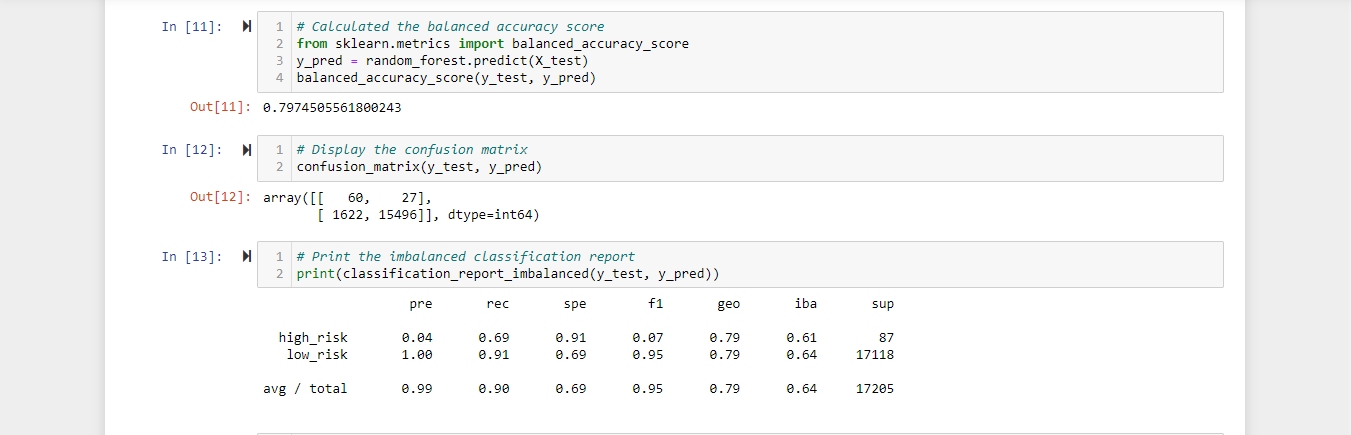 In [11]:
1 # Calculated the balanced accuracy score
2 from sklearn.metrics import balanced_accuracy_score
3 y_pred = random_forest.predict(X_test)
4 balanced_accuracy_score(y_test, y_pred)
Out[11]: 0.7974505561800243
In [12]:
1 # Display the confusion matrix
2 confusion_matrix(y_test, y_pred)
Out[12]: array([[   60,    27],
       [ 1622, 15496]], dtype=int64)
In [13]:
1 # Print the imbalanced classification report
2 print(classification_report_imbalanced(y_test, y_pred))
pre rec spe f1 geo iba sup
high_risk 0.04 0.69 0.91 0.07 0.79 0.61 87
low_risk 1.00 0.91 0.69 0.95 0.79 0.64 17118
avg / total 0.99 0.90 0.69 0.95 0.79 0.64 17205